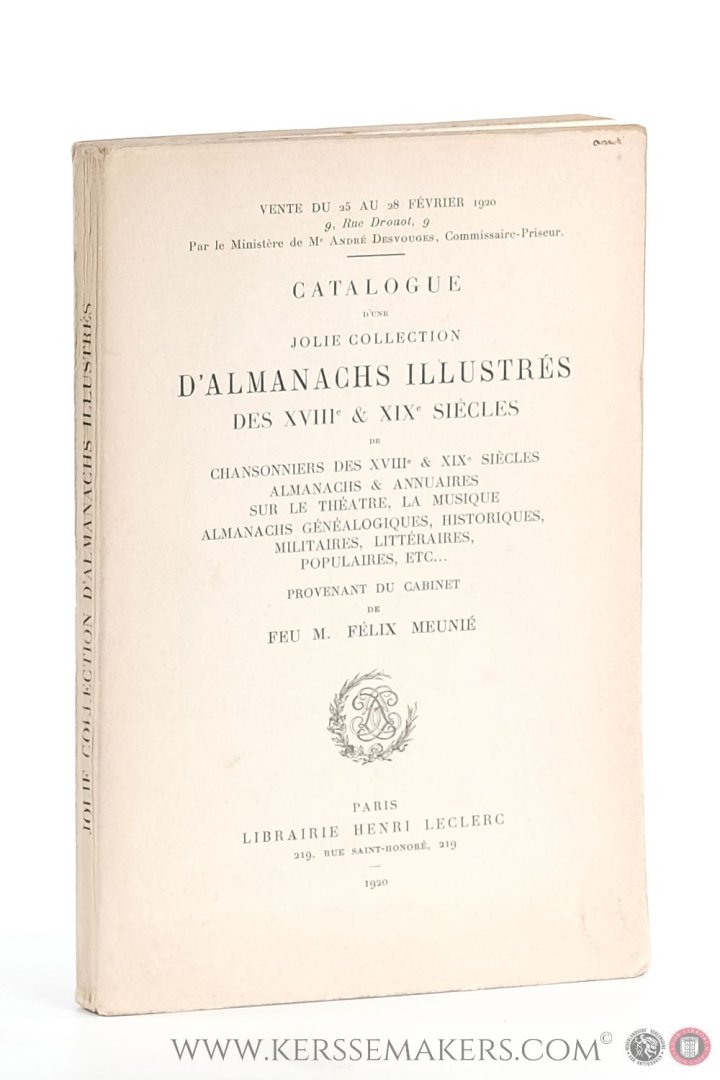 VENTE DU 25 AU 28 FÉVRIER 1920
9, Rue Drouot, 9
Par le Ministère de Me ANDRÉ DESVOUGES, Commissaire-Priseur.
CATALOGUE
D'UNE
JOLIE COLLECTION
D'ALMANACHS ILLUSTRÉS
DES XVIIIe & XIXe SIÈCLES
DE
CHANSONNIERS DES XVIIIe & XIXe SIÈCLES
ALMANACHS & ANNUAIRES
SUR LE THÉATRE, LA MUSIQUE
ALMANACHS GÉNÉALOGIQUES, HISTORIQUES,
MILITAIRES, LITTÉRAIRES,
POPULAIRES, ETC...
PROVENANT DU CABINET
DE
FEU M. FÉLIX MEUNIÉ
PARIS
LIBRAIRIE HENRI LECLERC
219, RUE SAINT-HONORÉ, 219
1920
JOLIE COLLECTION D'ALMANACHS ILLUSTRÉS
WWW.KERSSEMAKERS.COM©